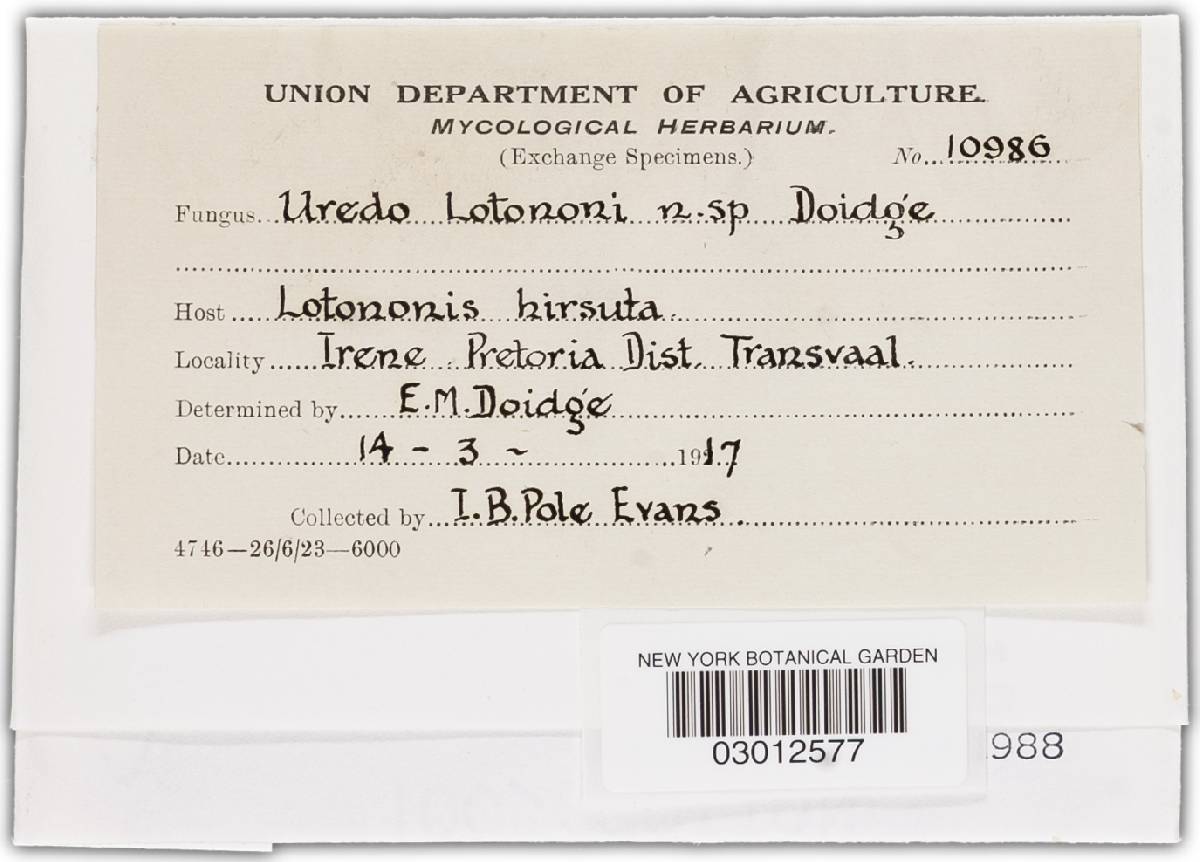 UNION DEPARTMENT OF AGRICULTURE.
MYCOLOGICAL HERBARIUM.
(Exchange Specimens.) No. 10986
Fungus Uredo Lotononi n.sp Doidge
Host Lotononis hirsuta.
Locality Irene. Pretoria Dist. Transvaal.
Determined by E.M. Doidge
Date 14 - 3 - 1917
Collected by I.B. Pole Evans
4746—26/6/23—6000
NEW YORK BOTANICAL GARDEN
03012577
988